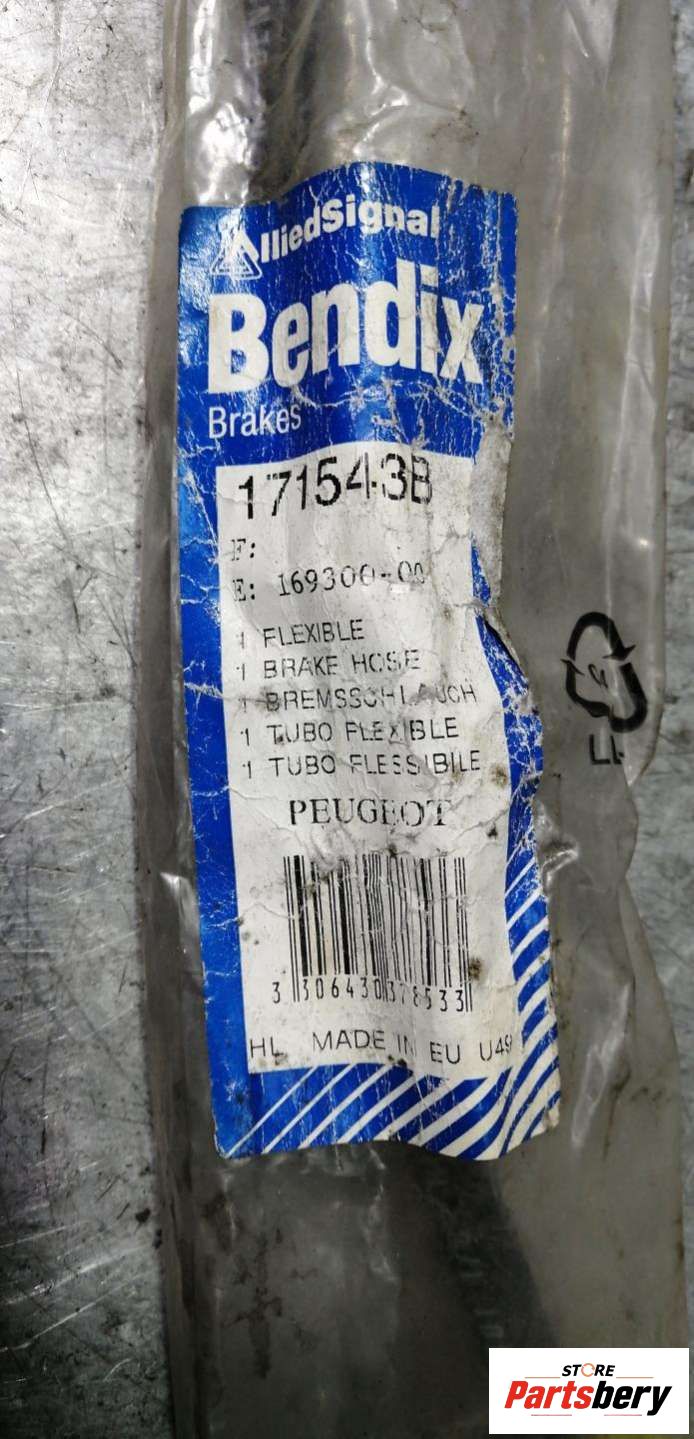 AlliedSignal
Bendix
Brakes
171543B
F:
E: 169300-00
1 FLEXIBLE
1 BRAKE HOSE
1 BREMSSCHLAUCH
1 TUBO FLEXIBLE
1 TUBO FLESSIBILE
PEUGEOT
3 306430 378533
HL MADE IN EU U49
STORE
Partsbery